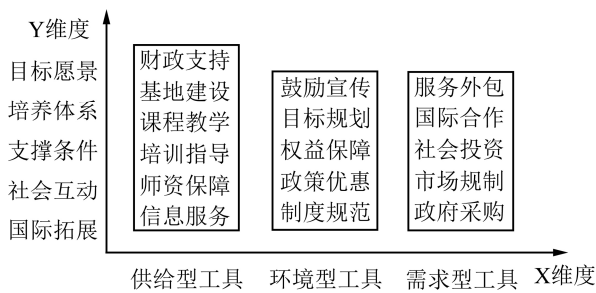 Y维度
目标愿景
培养体系
支撑条件
社会互动
国际拓展
财政支持
基地建设
课程教学
培训指导
师资保障
信息服务
鼓励宣传
目标规划
权益保障
政策优惠
制度规范
服务外包
国际合作
社会投资
市场规制
政府采购
供给型工具
环境型工具
需求型工具
X维度